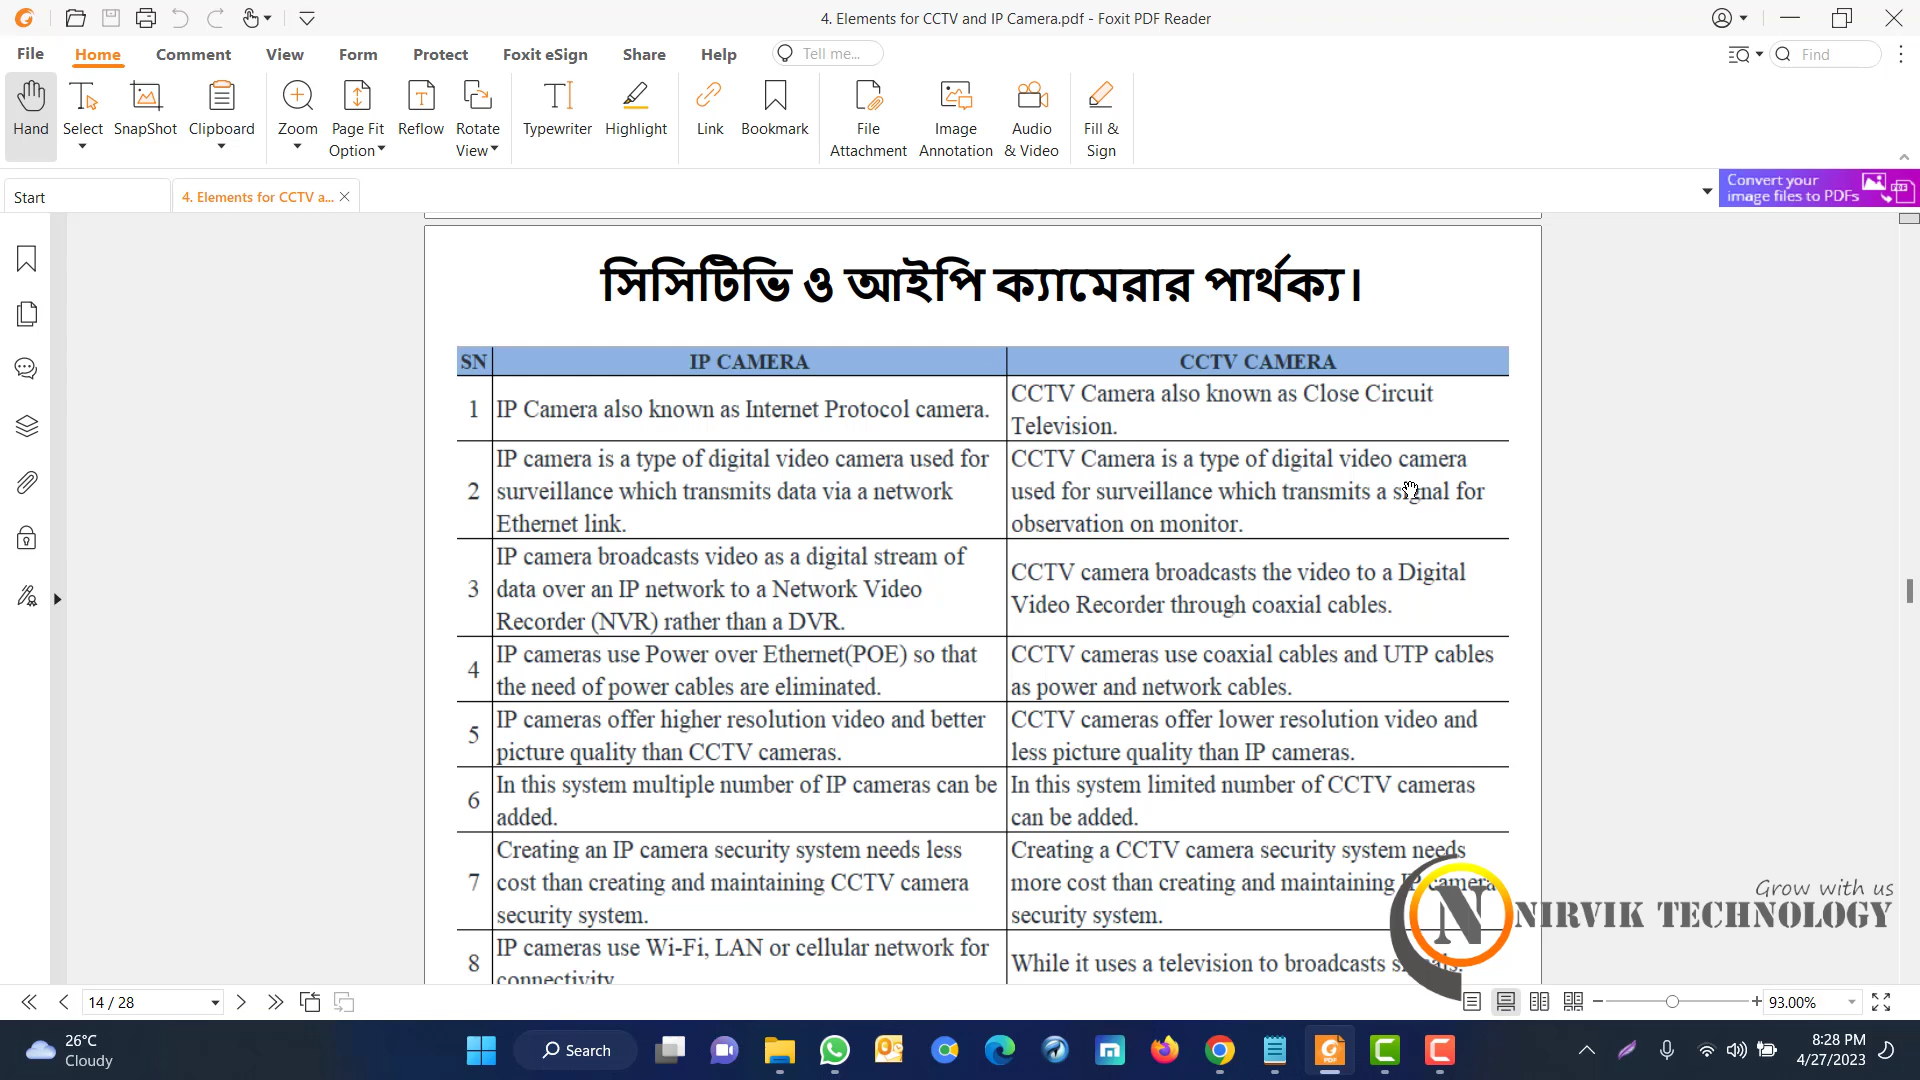 4. Elements for CCTV and IP Camera.pdf - Foxit PDF Reader
File Home Comment View Form Protect Foxit eSign Share Help Tell me... Find
Hand Select SnapShot Clipboard Zoom Page Fit Option Reflow Rotate View Typewriter Highlight Link Bookmark File Attachment Image Annotation Audio & Video Fill & Sign
Start 4. Elements for CCTV a...
Convert your
image files to PDFs
সিসিটিভি ও আইপি ক্যামেরার পার্থক্য।
SN IP CAMERA CCTV CAMERA
1 IP Camera also known as Internet Protocol camera.
CCTV Camera also known as Close Circuit
Television.
2 IP camera is a type of digital video camera used for
surveillance which transmits data via a network
Ethernet link.
CCTV Camera is a type of digital video camera
used for surveillance which transmits a signal for
observation on monitor.
3 IP camera broadcasts video as a digital stream of
data over an IP network to a Network Video
Recorder (NVR) rather than a DVR.
CCTV camera broadcasts the video to a Digital
Video Recorder through coaxial cables.
4 IP cameras use Power over Ethernet(POE) so that
the need of power cables are eliminated.
CCTV cameras use coaxial cables and UTP cables
as power and network cables.
5 IP cameras offer higher resolution video and better
picture quality than CCTV cameras.
CCTV cameras offer lower resolution video and
less picture quality than IP cameras.
6 In this system multiple number of IP cameras can be
added.
In this system limited number of CCTV cameras
can be added.
7 Creating an IP camera security system needs less
cost than creating and maintaining CCTV camera
security system.
Creating a CCTV camera security system needs
more cost than creating and maintaining IP camera
security system.
8 IP cameras use Wi-Fi, LAN or cellular network for
connectivity
While it uses a television to broadcasts signals.
Grow with us
N NIRVIK TECHNOLOGY
14 / 28
93.00%
26°C
Cloudy
Search
8:28 PM
4/27/2023